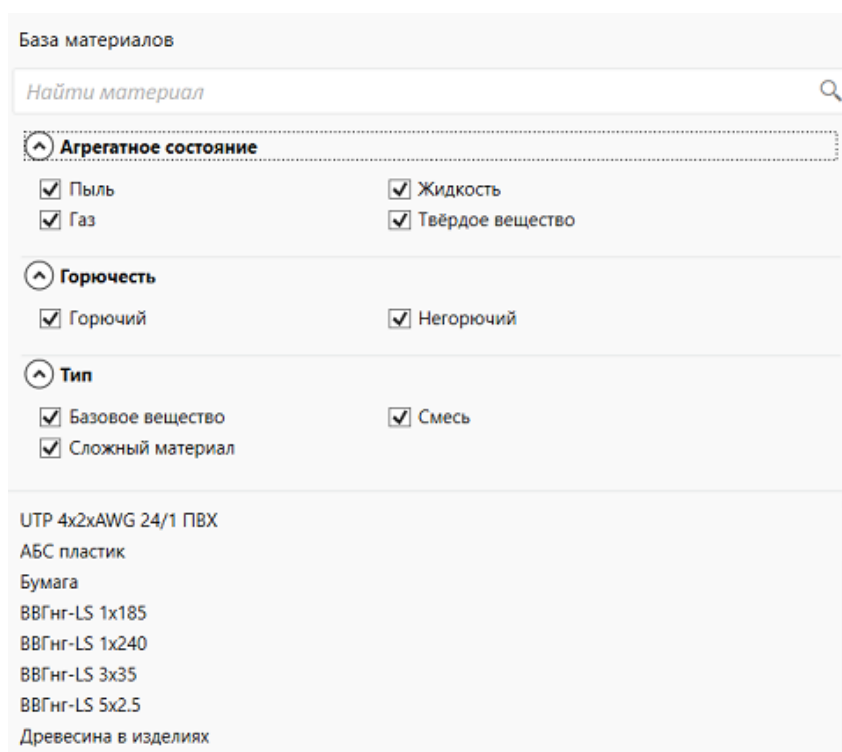 База материалов
Найти материал
Агрегатное состояние
Пыль Жидкость
Газ Твёрдое вещество
Горючесть
Горючий Негорючий
Тип
Базовое вещество Смесь
Сложный материал
UTP 4x2xAWG 24/1 ПВХ
АБС пластик
Бумага
ВВГнг-LS 1x185
ВВГнг-LS 1x240
ВВГнг-LS 3x35
ВВГнг-LS 5x2.5
Древесина в изделиях